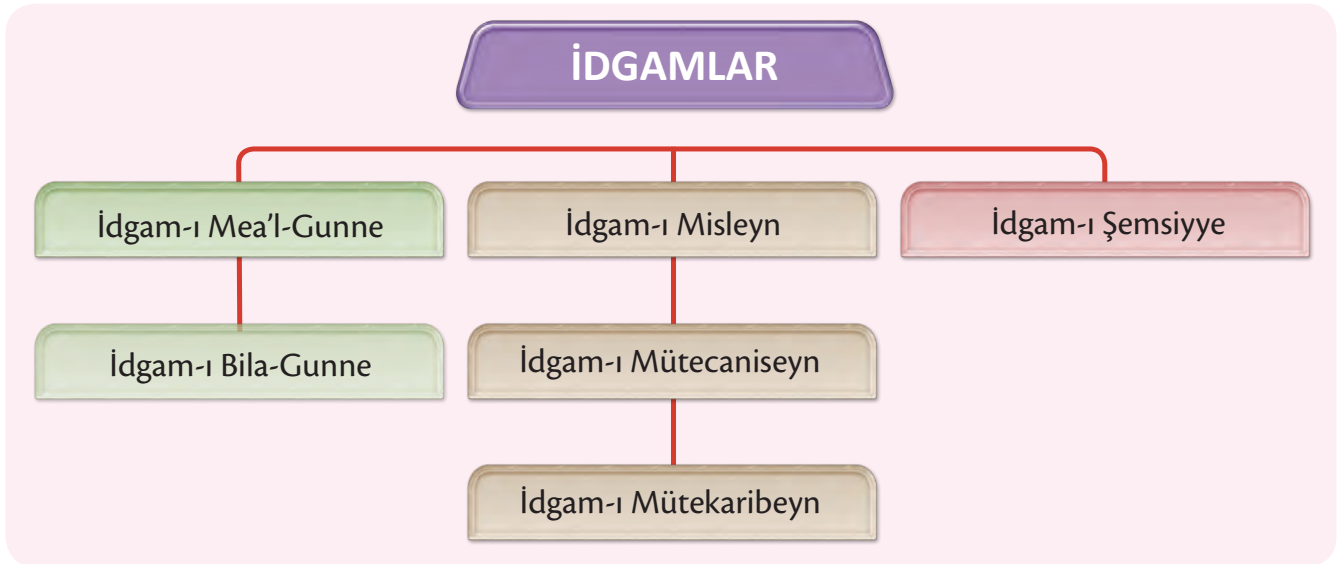 İDGAMLAR
İdgam-ı Mea'l-Gunne
İdgam-ı Misleyn
İdgam-ı Şemsiyye
İdgam-ı Bila-Gunne
İdgam-ı Mütecaniseyn
İdgam-ı Mütekaribeyn